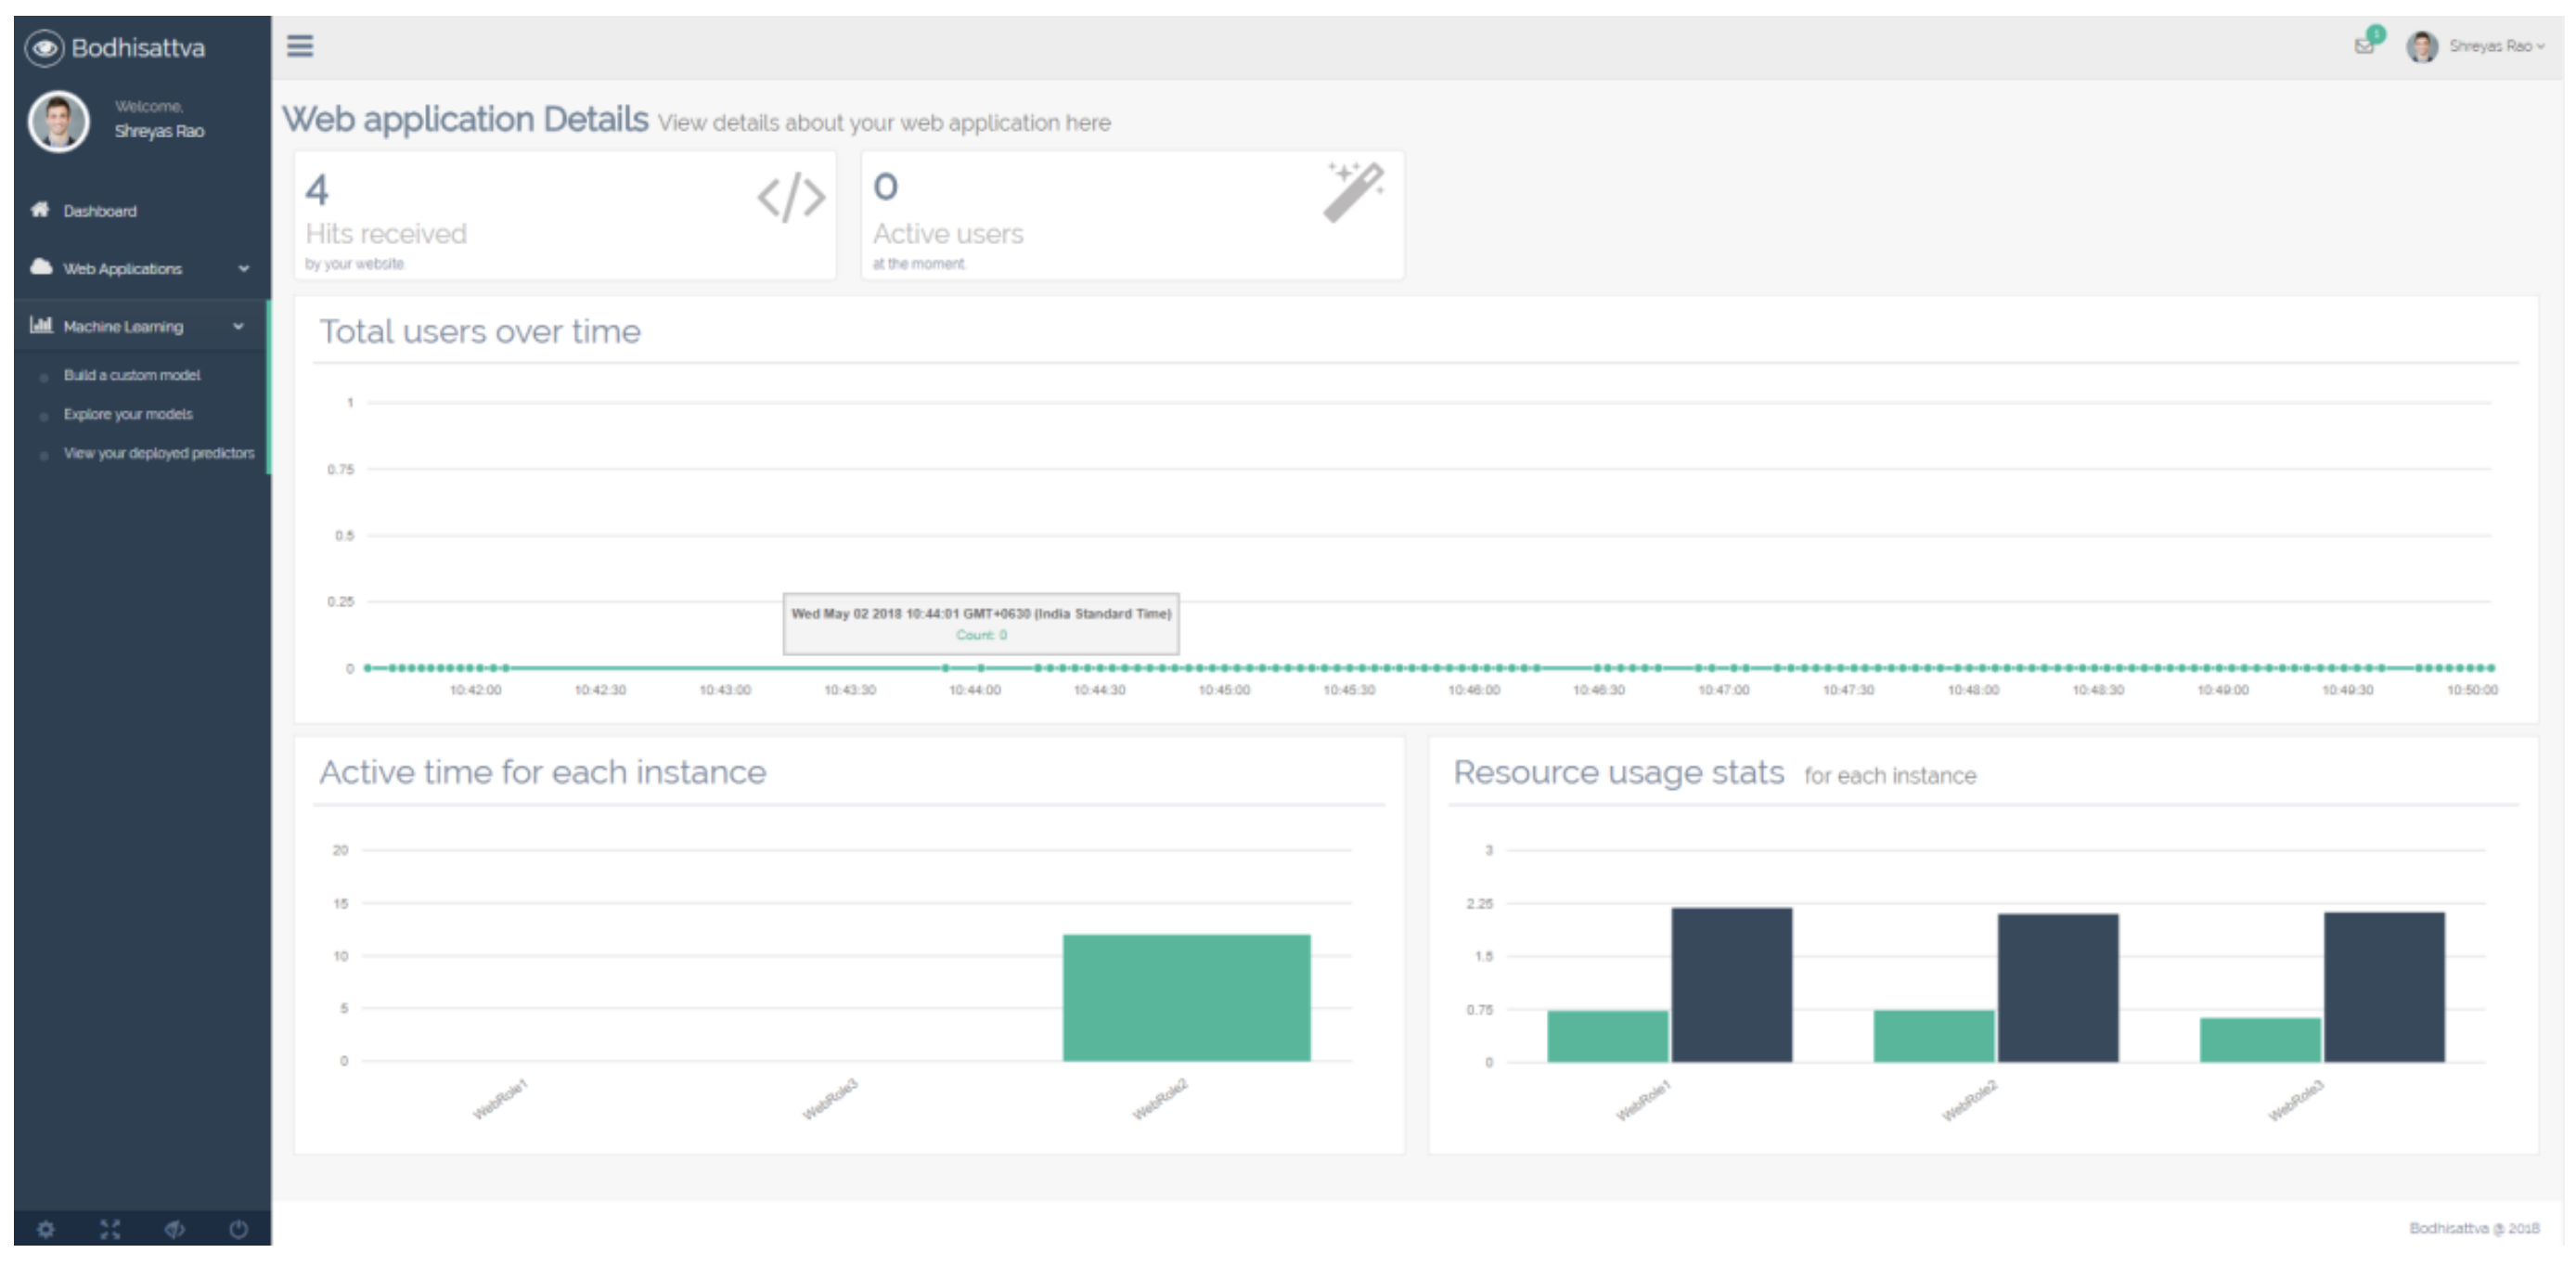 Bodhisattva
Welcome,
Shreyas Rao
Dashboard
Web Applications
Machine Learning
Build a custom model
Explore your models
View your deployed predictors
1
Shreyas Rao
Web application Details View details about your web application here
4
Hits received
by your website.
0
Active users
at the moment.
Total users over time
1
0.75
0.5
0.25
0
Wed May 02 2018 10:44:01 GMT+0630 (India Standard Time)
Count: 0
10:42:00 10:42:30 10:43:00 10:43:30 10:44:00 10:44:30 10:45:00 10:45:30 10:46:00 10:46:30 10:47:00 10:47:30 10:48:00 10:48:30 10:49:00 10:49:30 10:50:00
Active time for each instance
20
15
10
5
0
WebRole1 WebRole3 WebRole2
Resource usage stats for each instance
3
2.25
1.5
0.75
0
WebRole1 WebRole2 WebRole3
Bodhisattva @ 2018